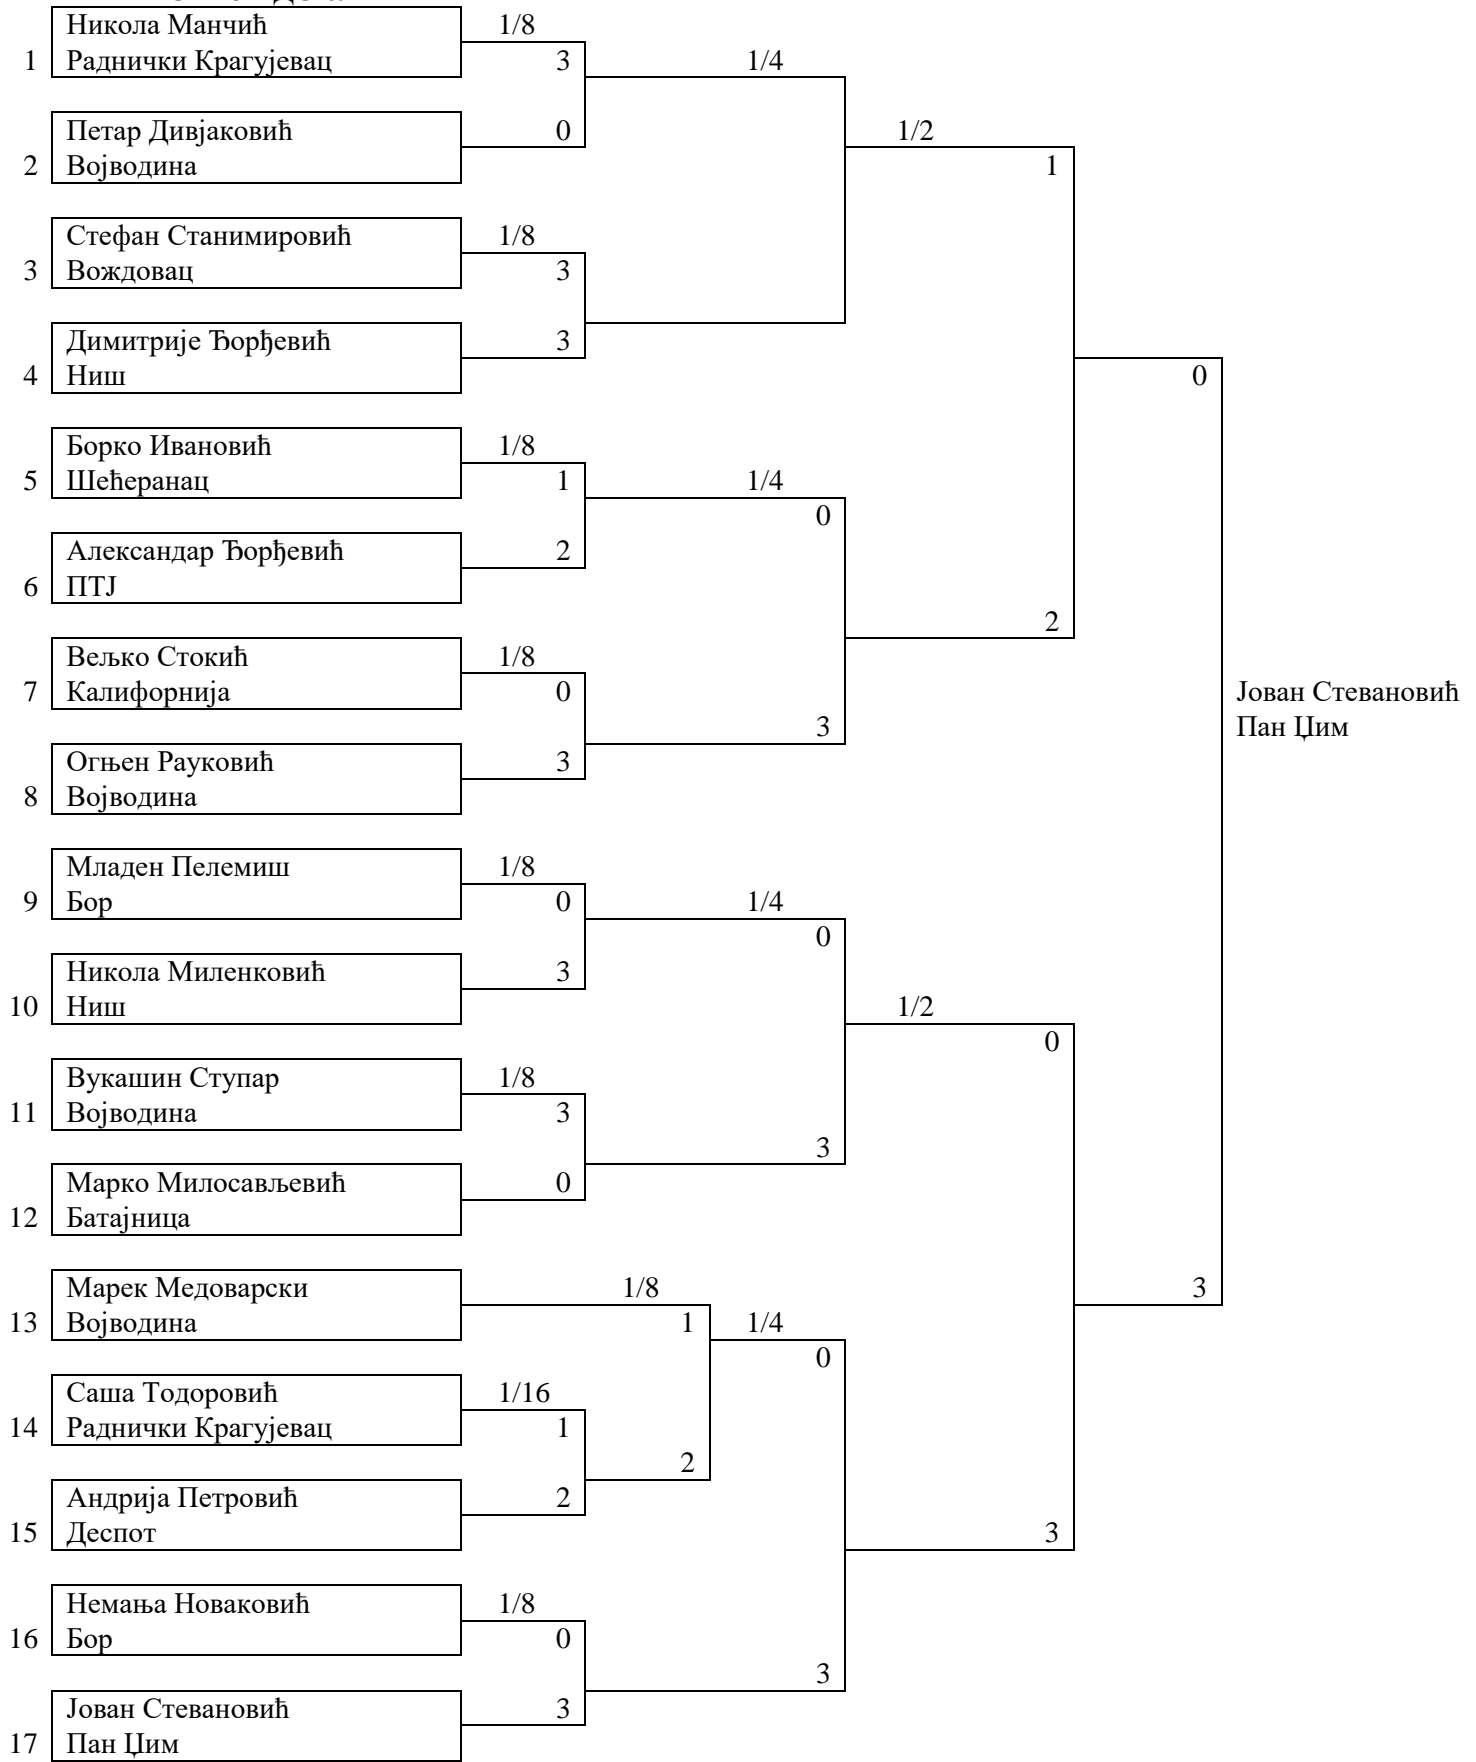 Никола Манчић
1/8
1
Раднички Крагујевац
3
1/4
Петар Дивјаковић
0
1/2
2
Војводина
1
Стефан Станимировић
1/8
3
Вождовац
3
Димитрије Ђорђевић
3
4
Ниш
0
Борко Ивановић
1/8
5
Шећеранац
1
1/4
0
Александар Ђорђевић
2
6
ПТЈ
2
Вељко Стокић
1/8
7
Калифорнија
0
Јован Стевановић
3
Пан Џим
Огњен Рауковић
3
8
Војводина
Младен Пелемиш
1/8
9
Бор
0
1/4
0
Никола Миленковић
3
10
Ниш
1/2
0
Вукашин Ступар
1/8
11
Војводина
3
3
Марко Милосављевић
0
12
Батајница
Марек Медоварски
1/8
3
13
Војводина
1
1/4
0
Саша Тодоровић
1/16
14
Раднички Крагујевац
1
2
Андрија Петровић
2
15
Деспот
3
Немања Новаковић
1/8
16
Бор
0
3
Јован Стевановић
3
17
Пан Џим